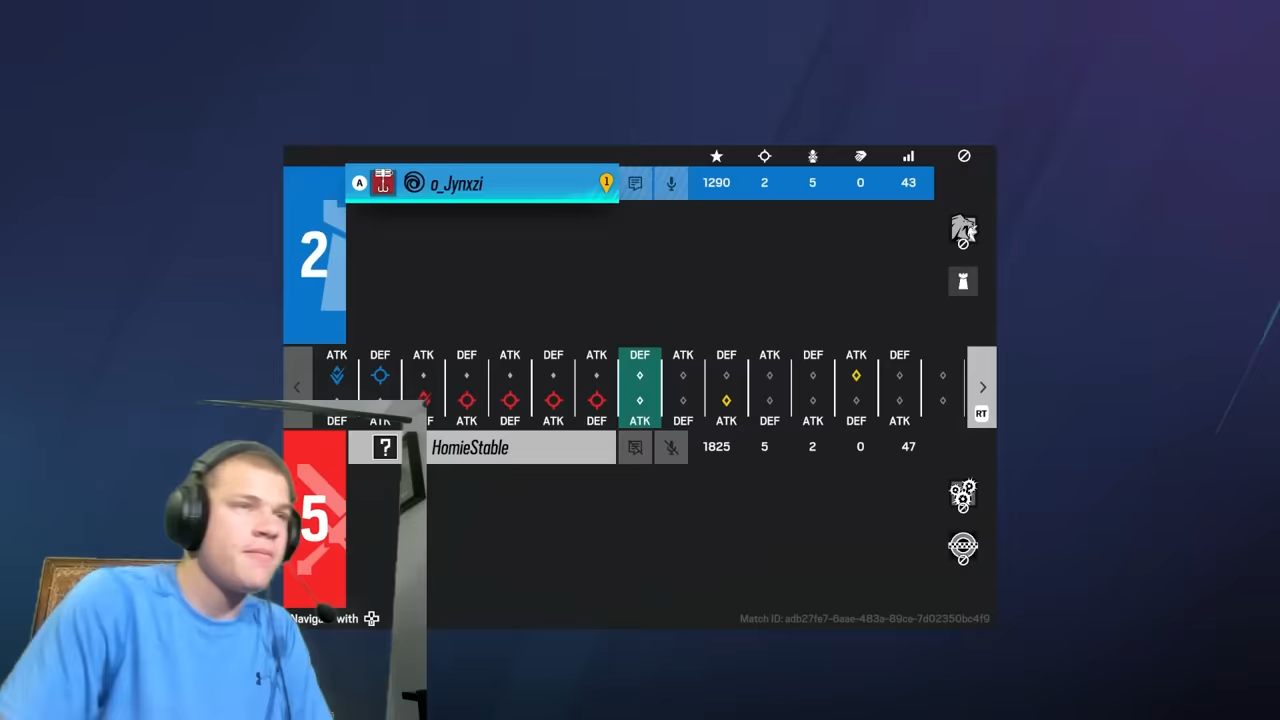 A o_Jynxzi 1 1290 2 5 0 43
2
ATK DEF ATK DEF ATK DEF ATK DEF ATK DEF ATK DEF ATK DEF
RT
DEF ATK DEF ATK DEF ATK DEF ATK DEF ATK DEF ATK
? HomieStable 1825 5 2 0 47
5
Navigate with
Match ID: adb27fe7-6aae-483a-89ce-7d02350bc4f9